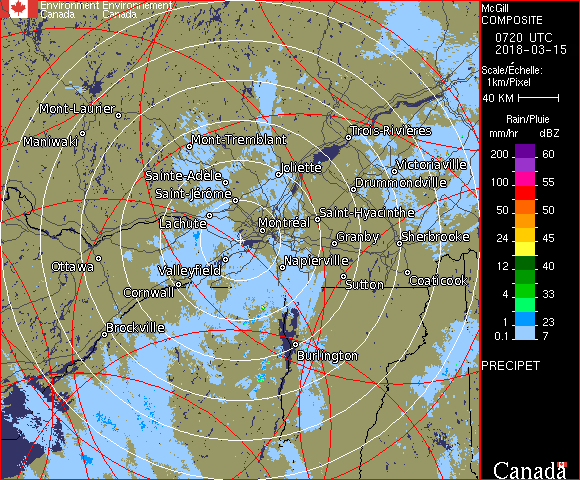 Environment Environnement
Canada Canada
Mont-Laurier
Maniwaki
Mont-Tremblant
Trois-Rivières
Sainte-Adèle
Joliette
Victoriaville
Saint-Jérôme
Drummondville
Lachute
Saint-Hyacinthe
Montréal
Granby
Sherbrooke
Ottawa
Valleyfield
Napierville
Cornwall
Sutton
Coaticook
Brockville
Burlington
McGill
COMPOSITE
0720 UTC
2018-03-15
Scale/Échelle:
1km/Pixel
40 KM
Rain/Pluie
mm/hr dBZ
200 60
100 55
50 50
24 45
12 40
4 33
1 23
0.1 7
PRECIPET
Canada